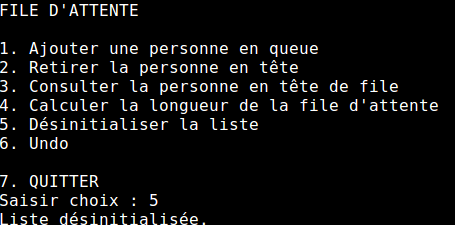 FILE D'ATTENTE
1. Ajouter une personne en queue
2. Retirer la personne en tête
3. Consulter la personne en tête de file
4. Calculer la longueur de la file d'attente
5. Désinitialiser la liste
6. Undo
7. QUITTER
Saisir choix : 5
Liste désinitialisée.